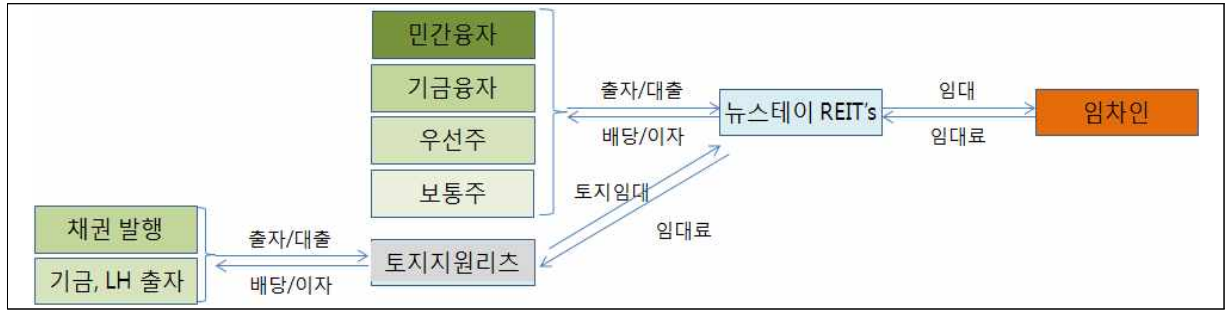 민간융자
기금융자
우선주
보통주
출자/대출
배당/이자
뉴스테이 REIT's
임대
임대료
임차인
토지임대
임대료
채권 발행
기금, LH 출자
출자/대출
배당/이자
토지지원리츠